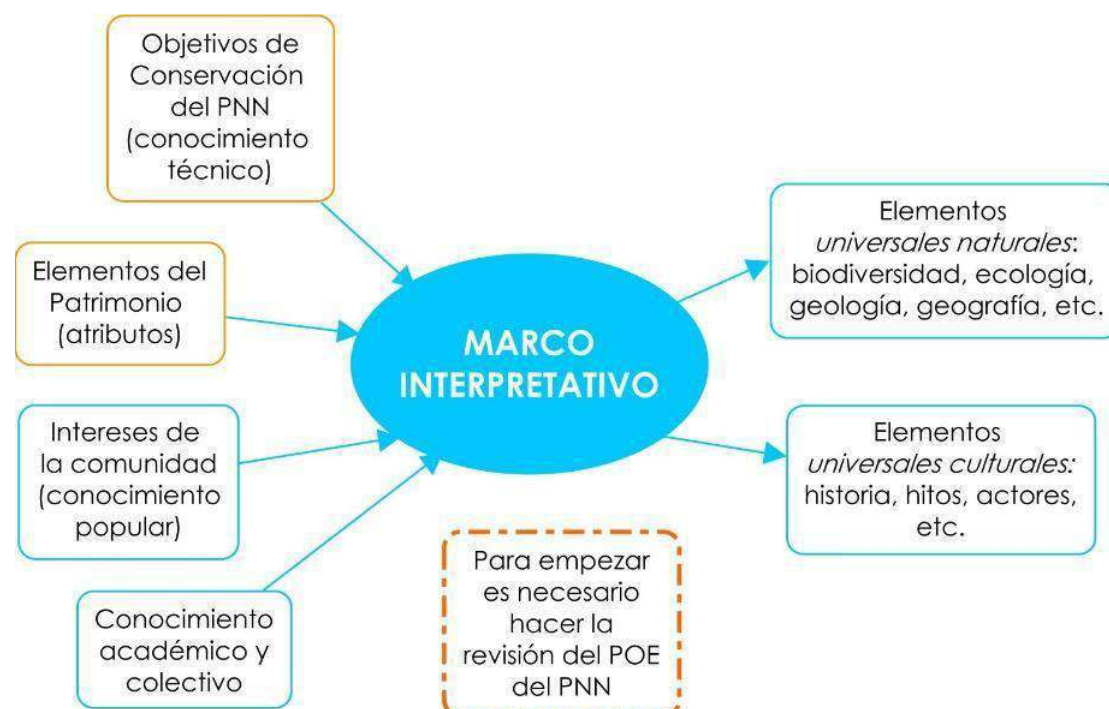 Objetivos de
Conservación
del PNN
(conocimiento
técnico)
Elementos del
Patrimonio
(atributos)
Intereses de
la comunidad
(conocimiento
popular)
Conocimiento
académico y
colectivo
MARCO
INTERPRETATIVO
Para empezar
es necesario
hacer la
revisión del POE
del PNN
Elementos
universales naturales:
biodiversidad, ecología,
geología, geografía, etc.
Elementos
universales culturales:
historia, hitos, actores,
etc.